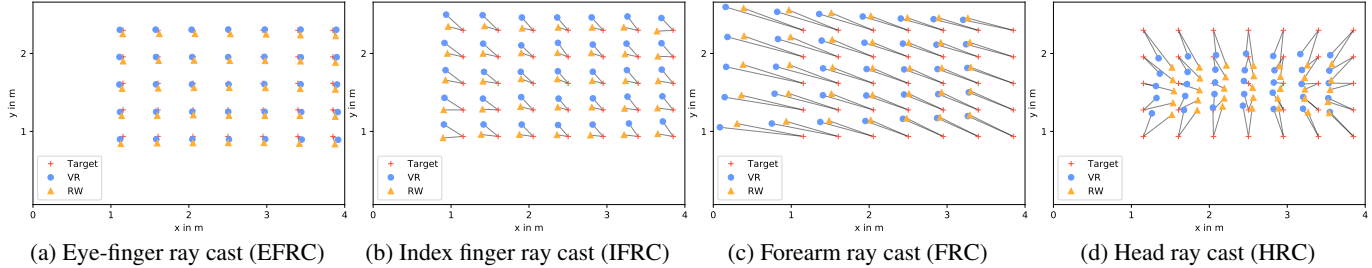 y in m
2
1
Target
VR
RW
0
1
2
3
4
x in m
(a) Eye-finger ray cast (EFRC)
y in m
2
1
Target
VR
RW
0
1
2
3
4
x in m
(b) Index finger ray cast (IFRC)
y in m
2
1
Target
VR
RW
0
1
2
3
4
x in m
(c) Forearm ray cast (FRC)
y in m
2
1
Target
VR
RW
0
1
2
3
4
x in m
(d) Head ray cast (HRC)